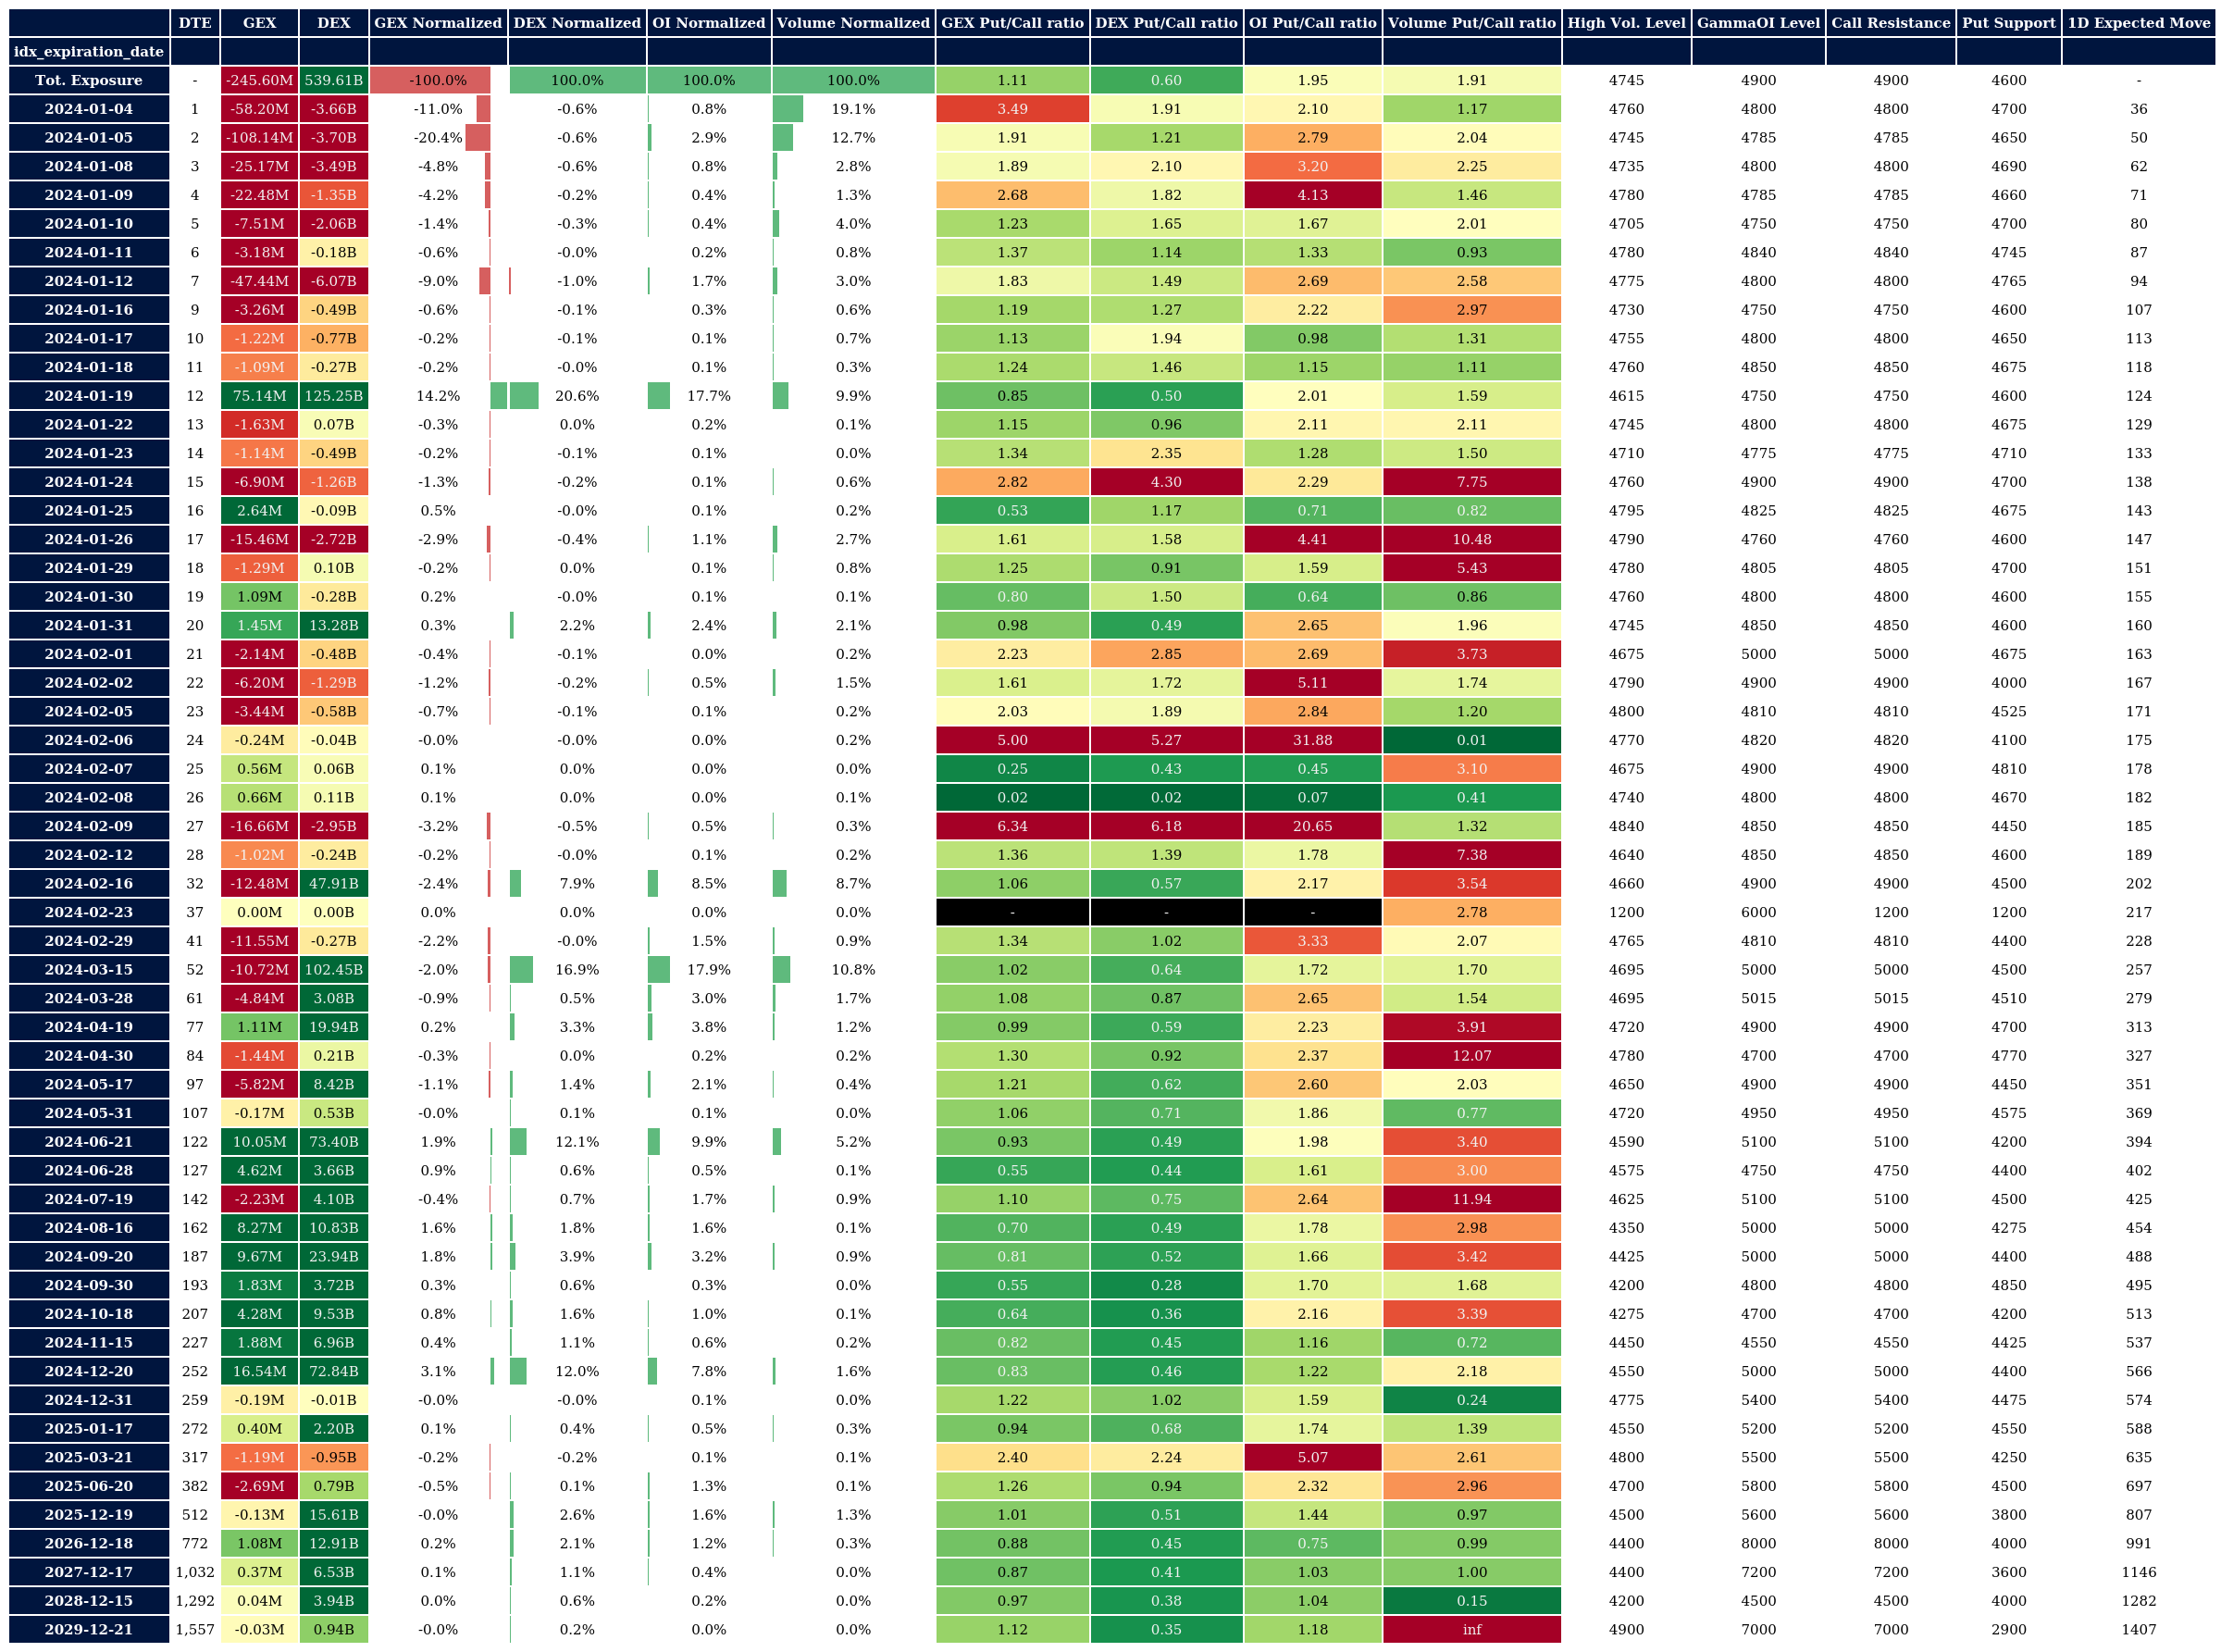 DTE GEX DEX GEX Normalized DEX Normalized OI Normalized Volume Normalized GEX Put/Call ratio DEX Put/Call ratio OI Put/Call ratio Volume Put/Call ratio High Vol. Level GammaOI Level Call Resistance Put Support 1D Expected Move
idx_expiration_date
Tot. Exposure - -245.60M 539.61B -100.0% 100.0% 100.0% 100.0% 1.11 0.60 1.95 1.91 4745 4900 4900 4600 -
2024-01-04 1 -58.20M -3.66B -11.0% -0.6% 0.8% 19.1% 3.49 1.91 2.10 1.17 4760 4800 4800 4700 36
2024-01-05 2 -108.14M -3.70B -20.4% -0.6% 2.9% 12.7% 1.91 1.21 2.79 2.04 4745 4785 4785 4650 50
2024-01-08 3 -25.17M -3.49B -4.8% -0.6% 0.8% 2.8% 1.89 2.10 3.20 2.25 4735 4800 4800 4690 62
2024-01-09 4 -22.48M -1.35B -4.2% -0.2% 0.4% 1.3% 2.68 1.82 4.13 1.46 4780 4785 4785 4660 71
2024-01-10 5 -7.51M -2.06B -1.4% -0.3% 0.4% 4.0% 1.23 1.65 1.67 2.01 4705 4750 4750 4700 80
2024-01-11 6 -3.18M -0.18B -0.6% -0.0% 0.2% 0.8% 1.37 1.14 1.33 0.93 4780 4840 4840 4745 87
2024-01-12 7 -47.44M -6.07B -9.0% -1.0% 1.7% 3.0% 1.83 1.49 2.69 2.58 4775 4800 4800 4765 94
2024-01-16 9 -3.26M -0.49B -0.6% -0.1% 0.3% 0.6% 1.19 1.27 2.22 2.97 4730 4750 4750 4600 107
2024-01-17 10 -1.22M -0.77B -0.2% -0.1% 0.1% 0.7% 1.13 1.94 0.98 1.31 4755 4800 4800 4650 113
2024-01-18 11 -1.09M -0.27B -0.2% -0.0% 0.1% 0.3% 1.24 1.46 1.15 1.11 4760 4850 4850 4675 118
2024-01-19 12 75.14M 125.25B 14.2% 20.6% 17.7% 9.9% 0.85 0.50 2.01 1.59 4615 4750 4750 4600 124
2024-01-22 13 -1.63M 0.07B -0.3% 0.0% 0.2% 0.1% 1.15 0.96 2.11 2.11 4745 4800 4800 4675 129
2024-01-23 14 -1.14M -0.49B -0.2% -0.1% 0.1% 0.0% 1.34 2.35 1.28 1.50 4710 4775 4775 4710 133
2024-01-24 15 -6.90M -1.26B -1.3% -0.2% 0.1% 0.6% 2.82 4.30 2.29 7.75 4760 4900 4900 4700 138
2024-01-25 16 2.64M -0.09B 0.5% -0.0% 0.1% 0.2% 0.53 1.17 0.71 0.82 4795 4825 4825 4675 143
2024-01-26 17 -15.46M -2.72B -2.9% -0.4% 1.1% 2.7% 1.61 1.58 4.41 10.48 4790 4760 4760 4600 147
2024-01-29 18 -1.29M 0.10B -0.2% 0.0% 0.1% 0.8% 1.25 0.91 1.59 5.43 4780 4805 4805 4700 151
2024-01-30 19 1.09M -0.28B 0.2% -0.0% 0.1% 0.1% 0.80 1.50 0.64 0.86 4760 4800 4800 4600 155
2024-01-31 20 1.45M 13.28B 0.3% 2.2% 2.4% 2.1% 0.98 0.49 2.65 1.96 4745 4850 4850 4600 160
2024-02-01 21 -2.14M -0.48B -0.4% -0.1% 0.0% 0.2% 2.23 2.85 2.69 3.73 4675 5000 5000 4675 163
2024-02-02 22 -6.20M -1.29B -1.2% -0.2% 0.5% 1.5% 1.61 1.72 5.11 1.74 4790 4900 4900 4000 167
2024-02-05 23 -3.44M -0.58B -0.7% -0.1% 0.1% 0.2% 2.03 1.89 2.84 1.20 4800 4810 4810 4525 171
2024-02-06 24 -0.24M -0.04B -0.0% -0.0% 0.0% 0.2% 5.00 5.27 31.88 0.01 4770 4820 4820 4100 175
2024-02-07 25 0.56M 0.06B 0.1% 0.0% 0.0% 0.0% 0.25 0.43 0.45 3.10 4675 4900 4900 4810 178
2024-02-08 26 0.66M 0.11B 0.1% 0.0% 0.0% 0.1% 0.02 0.02 0.07 0.41 4740 4800 4800 4670 182
2024-02-09 27 -16.66M -2.95B -3.2% -0.5% 0.5% 0.3% 6.34 6.18 20.65 1.32 4840 4850 4850 4450 185
2024-02-12 28 -1.02M -0.24B -0.2% -0.0% 0.1% 0.2% 1.36 1.39 1.78 7.38 4640 4850 4850 4600 189
2024-02-16 32 -12.48M 47.91B -2.4% 7.9% 8.5% 8.7% 1.06 0.57 2.17 3.54 4660 4900 4900 4500 202
2024-02-23 37 0.00M 0.00B 0.0% 0.0% 0.0% 0.0% - - - 2.78 1200 6000 1200 1200 217
2024-02-29 41 -11.55M -0.27B -2.2% -0.0% 1.5% 0.9% 1.34 1.02 3.33 2.07 4765 4810 4810 4400 228
2024-03-15 52 -10.72M 102.45B -2.0% 16.9% 17.9% 10.8% 1.02 0.64 1.72 1.70 4695 5000 5000 4500 257
2024-03-28 61 -4.84M 3.08B -0.9% 0.5% 3.0% 1.7% 1.08 0.87 2.65 1.54 4695 5015 5015 4510 279
2024-04-19 77 1.11M 19.94B 0.2% 3.3% 3.8% 1.2% 0.99 0.59 2.23 3.91 4720 4900 4900 4700 313
2024-04-30 84 -1.44M 0.21B -0.3% 0.0% 0.2% 0.2% 1.30 0.92 2.37 12.07 4780 4700 4700 4770 327
2024-05-17 97 -5.82M 8.42B -1.1% 1.4% 2.1% 0.4% 1.21 0.62 2.60 2.03 4650 4900 4900 4450 351
2024-05-31 107 -0.17M 0.53B -0.0% 0.1% 0.1% 0.0% 1.06 0.71 1.86 0.77 4720 4950 4950 4575 369
2024-06-21 122 10.05M 73.40B 1.9% 12.1% 9.9% 5.2% 0.93 0.49 1.98 3.40 4590 5100 5100 4200 394
2024-06-28 127 4.62M 3.66B 0.9% 0.6% 0.5% 0.1% 0.55 0.44 1.61 3.00 4575 4750 4750 4400 402
2024-07-19 142 -2.23M 4.10B -0.4% 0.7% 1.7% 0.9% 1.10 0.75 2.64 11.94 4625 5100 5100 4500 425
2024-08-16 162 8.27M 10.83B 1.6% 1.8% 1.6% 0.1% 0.70 0.49 1.78 2.98 4350 5000 5000 4275 454
2024-09-20 187 9.67M 23.94B 1.8% 3.9% 3.2% 0.9% 0.81 0.52 1.66 3.42 4425 5000 5000 4400 488
2024-09-30 193 1.83M 3.72B 0.3% 0.6% 0.3% 0.0% 0.55 0.28 1.70 1.68 4200 4800 4800 4850 495
2024-10-18 207 4.28M 9.53B 0.8% 1.6% 1.0% 0.1% 0.64 0.36 2.16 3.39 4275 4700 4700 4200 513
2024-11-15 227 1.88M 6.96B 0.4% 1.1% 0.6% 0.2% 0.82 0.45 1.16 0.72 4450 4550 4550 4425 537
2024-12-20 252 16.54M 72.84B 3.1% 12.0% 7.8% 1.6% 0.83 0.46 1.22 2.18 4550 5000 5000 4400 566
2024-12-31 259 -0.19M -0.01B -0.0% -0.0% 0.1% 0.0% 1.22 1.02 1.59 0.24 4775 5400 5400 4475 574
2025-01-17 272 0.40M 2.20B 0.1% 0.4% 0.5% 0.3% 0.94 0.68 1.74 1.39 4550 5200 5200 4550 588
2025-03-21 317 -1.19M -0.95B -0.2% -0.2% 0.1% 0.1% 2.40 2.24 5.07 2.61 4800 5500 5500 4250 635
2025-06-20 382 -2.69M 0.79B -0.5% 0.1% 1.3% 0.1% 1.26 0.94 2.32 2.96 4700 5800 5800 4500 697
2025-12-19 512 -0.13M 15.61B -0.0% 2.6% 1.6% 1.3% 1.01 0.51 1.44 0.97 4500 5600 5600 3800 807
2026-12-18 772 1.08M 12.91B 0.2% 2.1% 1.2% 0.3% 0.88 0.45 0.75 0.99 4400 8000 8000 4000 991
2027-12-17 1,032 0.37M 6.53B 0.1% 1.1% 0.4% 0.0% 0.87 0.41 1.03 1.00 4400 7200 7200 3600 1146
2028-12-15 1,292 0.04M 3.94B 0.0% 0.6% 0.2% 0.0% 0.97 0.38 1.04 0.15 4200 4500 4500 4000 1282
2029-12-21 1,557 -0.03M 0.94B -0.0% 0.2% 0.0% 0.0% 1.12 0.35 1.18 inf 4900 7000 7000 2900 1407